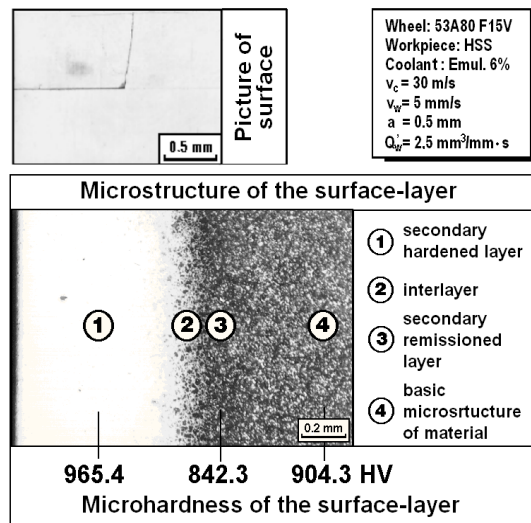 Picture of
surface
0.5 mm
Wheel: 53A80 F15V
Workpiece: HSS
Coolant : Emul. 6%
vc = 30 m/s
vw = 5 mm/s
a = 0.5 mm
Q'w = 2.5 mm³/mm·s
Microstructure of the surface-layer
1
2
3
4
0.2 mm
1 secondary
hardened layer
2 interlayer
3 secondary
remissioned
layer
4 basic
microsrtucture
of material
965.4 842.3 904.3 HV
Microhardness of the surface-layer